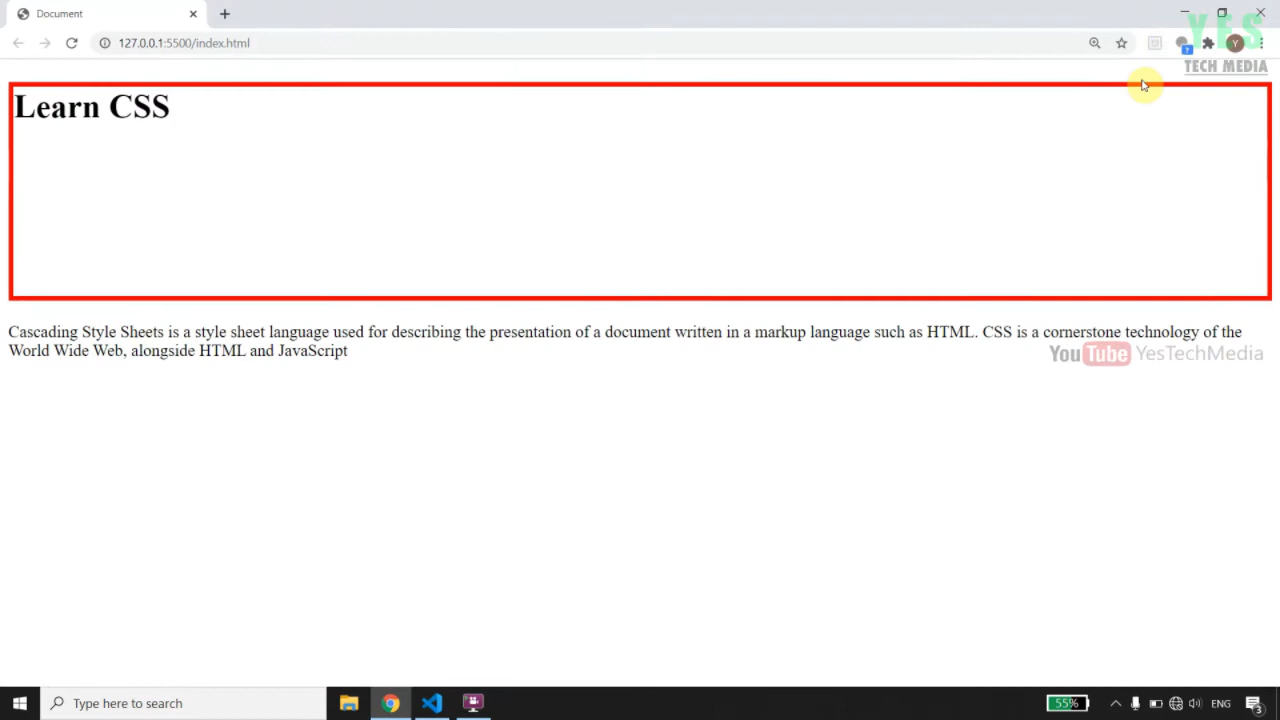 Document
127.0.0.1:5500/index.html
YES
TECH MEDIA
Y
?
Learn CSS
Cascading Style Sheets is a style sheet language used for describing the presentation of a document written in a markup language such as HTML. CSS is a cornerstone technology of the
World Wide Web, alongside HTML and JavaScript
YouTube YesTechMedia
Type here to search
55%
ENG
3